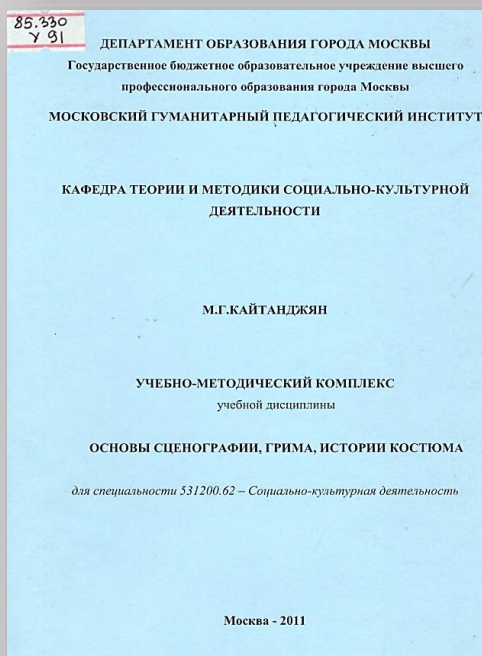 85.330
У 91
ДЕПАРТАМЕНТ ОБРАЗОВАНИЯ ГОРОДА МОСКВЫ
Государственное бюджетное образовательное учреждение высшего
профессионального образования города Москвы
МОСКОВСКИЙ ГУМАНИТАРНЫЙ ПЕДАГОГИЧЕСКИЙ ИНСТИТУТ
КАФЕДРА ТЕОРИИ И МЕТОДИКИ СОЦИАЛЬНО-КУЛЬТУРНОЙ
ДЕЯТЕЛЬНОСТИ
М.Г.КАЙТАНДЖЯН
УЧЕБНО-МЕТОДИЧЕСКИЙ КОМПЛЕКС
учебной дисциплины
ОСНОВЫ СЦЕНОГРАФИИ, ГРИМА, ИСТОРИИ КОСТЮМА
для специальности 531200.62 – Социально-культурная деятельность
Москва - 2011